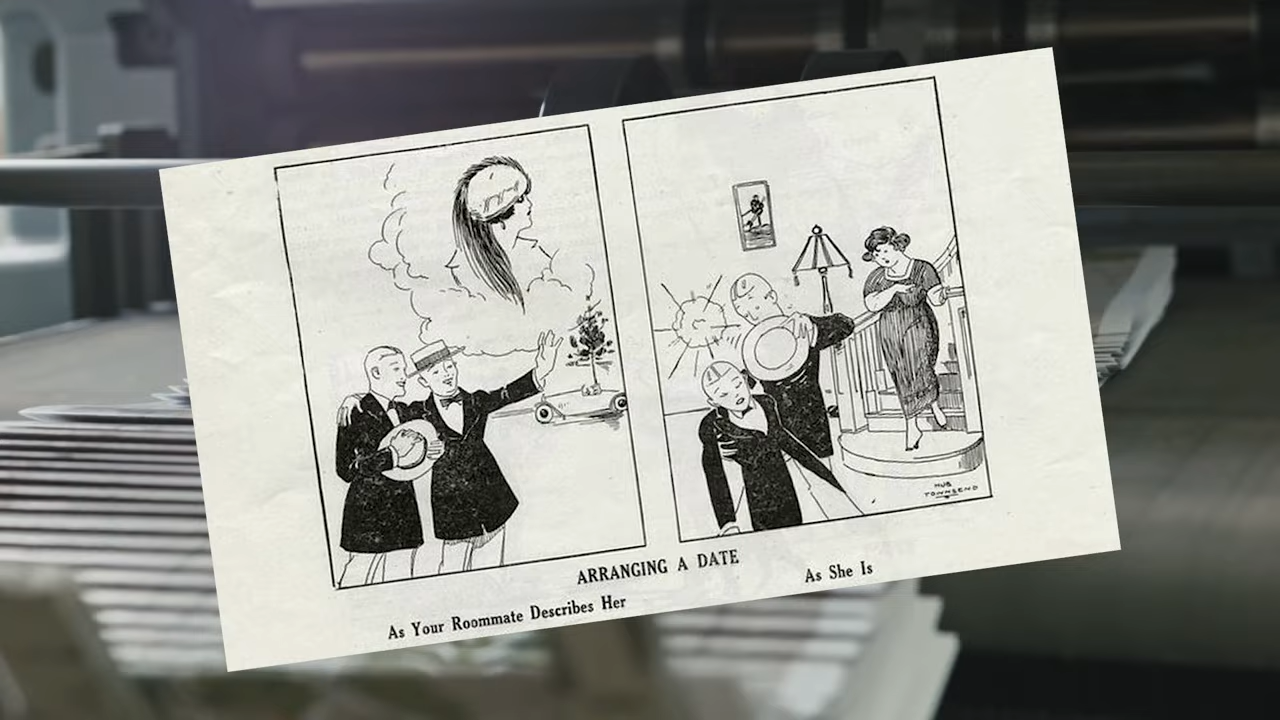 HUB
TOWNSEND
ARRANGING A DATE
As Your Roommate Describes Her
As She Is